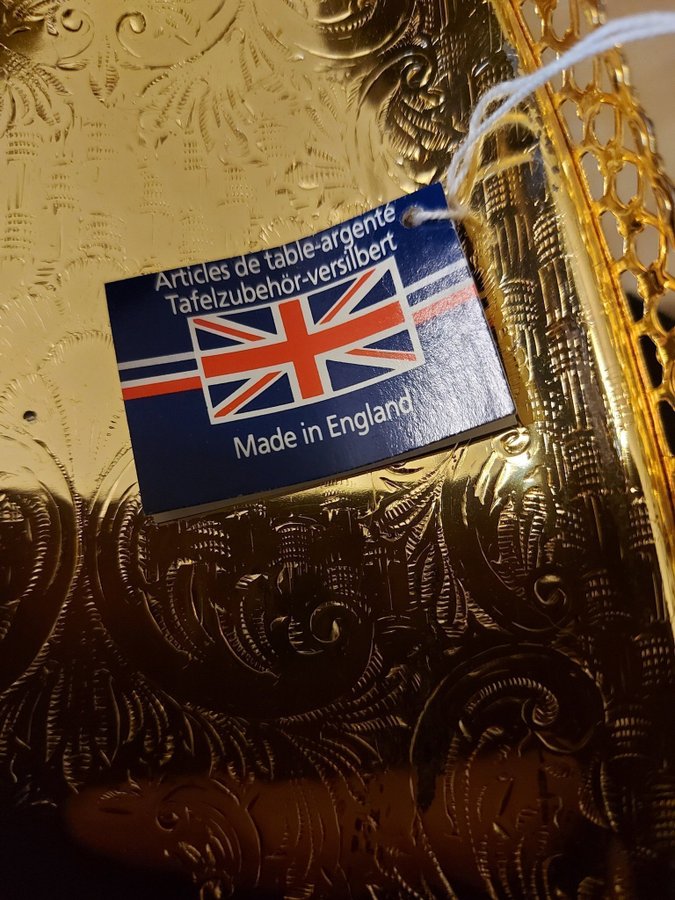 Articles de table-argente
Tafelzubehör-versilbert
Made in England